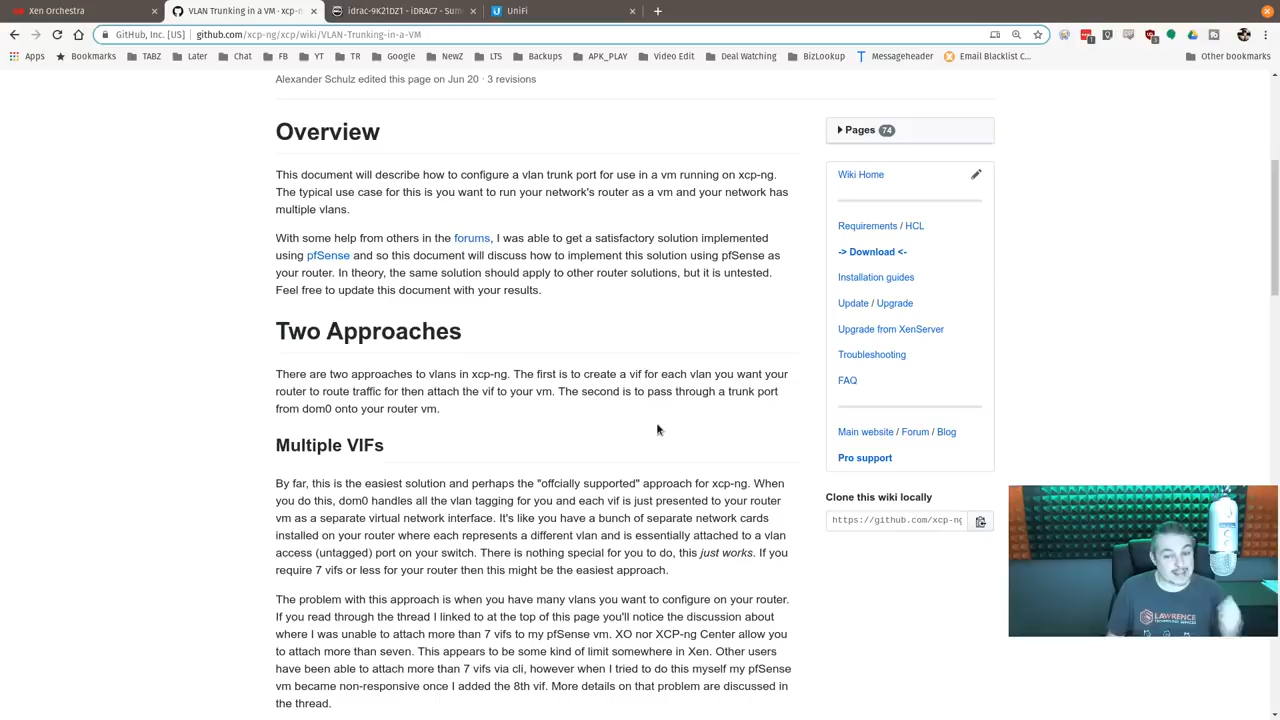 Xen Orchestra
VLAN Trunking in a VM · xcp-n
idrac-9K21DZ1 - iDRAC7 - Sum
UniFi
GitHub, Inc. [US]
github.com/xcp-ng/xcp/wiki/VLAN-Trunking-in-a-VM
Apps
Bookmarks
TABZ
Later
Chat
FB
YT
TR
Google
NewZ
LTS
Backups
APK_PLAY
Video Edit
Deal Watching
BizLookup
Messageheader
Email Blacklist C...
Other bookmarks
Alexander Schulz edited this page on Jun 20 · 3 revisions
Overview
This document will describe how to configure a vlan trunk port for use in a vm running on xcp-ng.
The typical use case for this is you want to run your network's router as a vm and your network has
multiple vlans.
With some help from others in the forums, I was able to get a satisfactory solution implemented
using pfSense and so this document will discuss how to implement this solution using pfSense as
your router. In theory, the same solution should apply to other router solutions, but it is untested.
Feel free to update this document with your results.
Two Approaches
There are two approaches to vlans in xcp-ng. The first is to create a vif for each vlan you want your
router to route traffic for then attach the vif to your vm. The second is to pass through a trunk port
from dom0 onto your router vm.
Multiple VIFs
By far, this is the easiest solution and perhaps the "offcially supported" approach for xcp-ng. When
you do this, dom0 handles all the vlan tagging for you and each vif is just presented to your router
vm as a separate virtual network interface. It's like you have a bunch of separate network cards
installed on your router where each represents a different vlan and is essentially attached to a vlan
access (untagged) port on your switch. There is nothing special for you to do, this just works. If you
require 7 vifs or less for your router then this might be the easiest approach.
The problem with this approach is when you have many vlans you want to configure on your router.
If you read through the thread I linked to at the top of this page you'll notice the discussion about
where I was unable to attach more than 7 vifs to my pfSense vm. XO nor XCP-ng Center allow you
to attach more than seven. This appears to be some kind of limit somewhere in Xen. Other users
have been able to attach more than 7 vifs via cli, however when I tried to do this myself my pfSense
vm became non-responsive once I added the 8th vif. More details on that problem are discussed in
the thread.
Pages 74
Wiki Home
Requirements / HCL
-> Download <-
Installation guides
Update / Upgrade
Upgrade from XenServer
Troubleshooting
FAQ
Main website / Forum / Blog
Pro support
Clone this wiki locally
https://github.com/xcp-ng
LAWRENCE